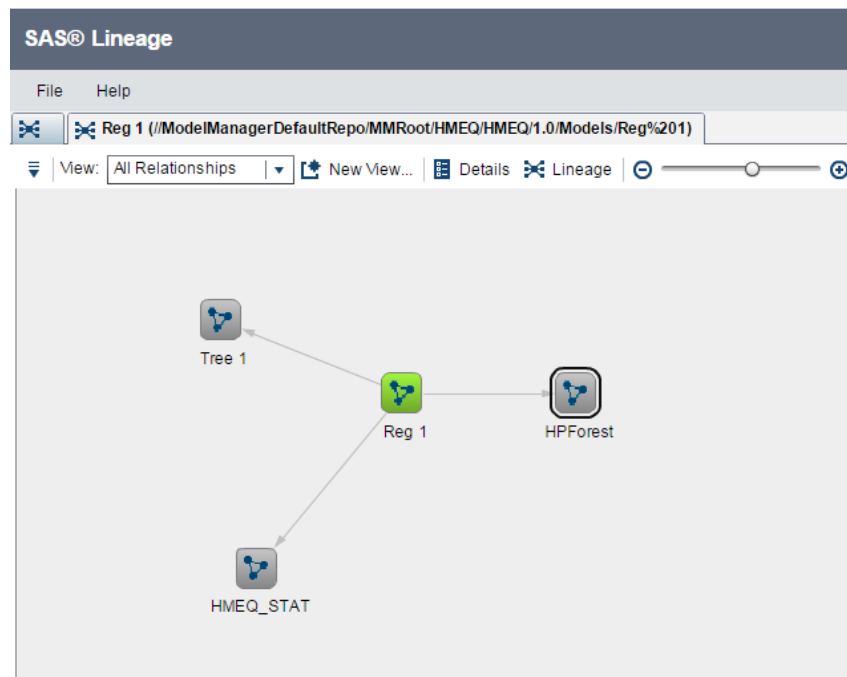 SAS® Lineage
File Help
Reg 1 (//ModelManagerDefaultRepo/MMRoot/HMEQ/HMEQ/1.0/Models/Reg%201)
View: All Relationships New View... Details Lineage
Tree 1
Reg 1
HPForest
HMEQ_STAT